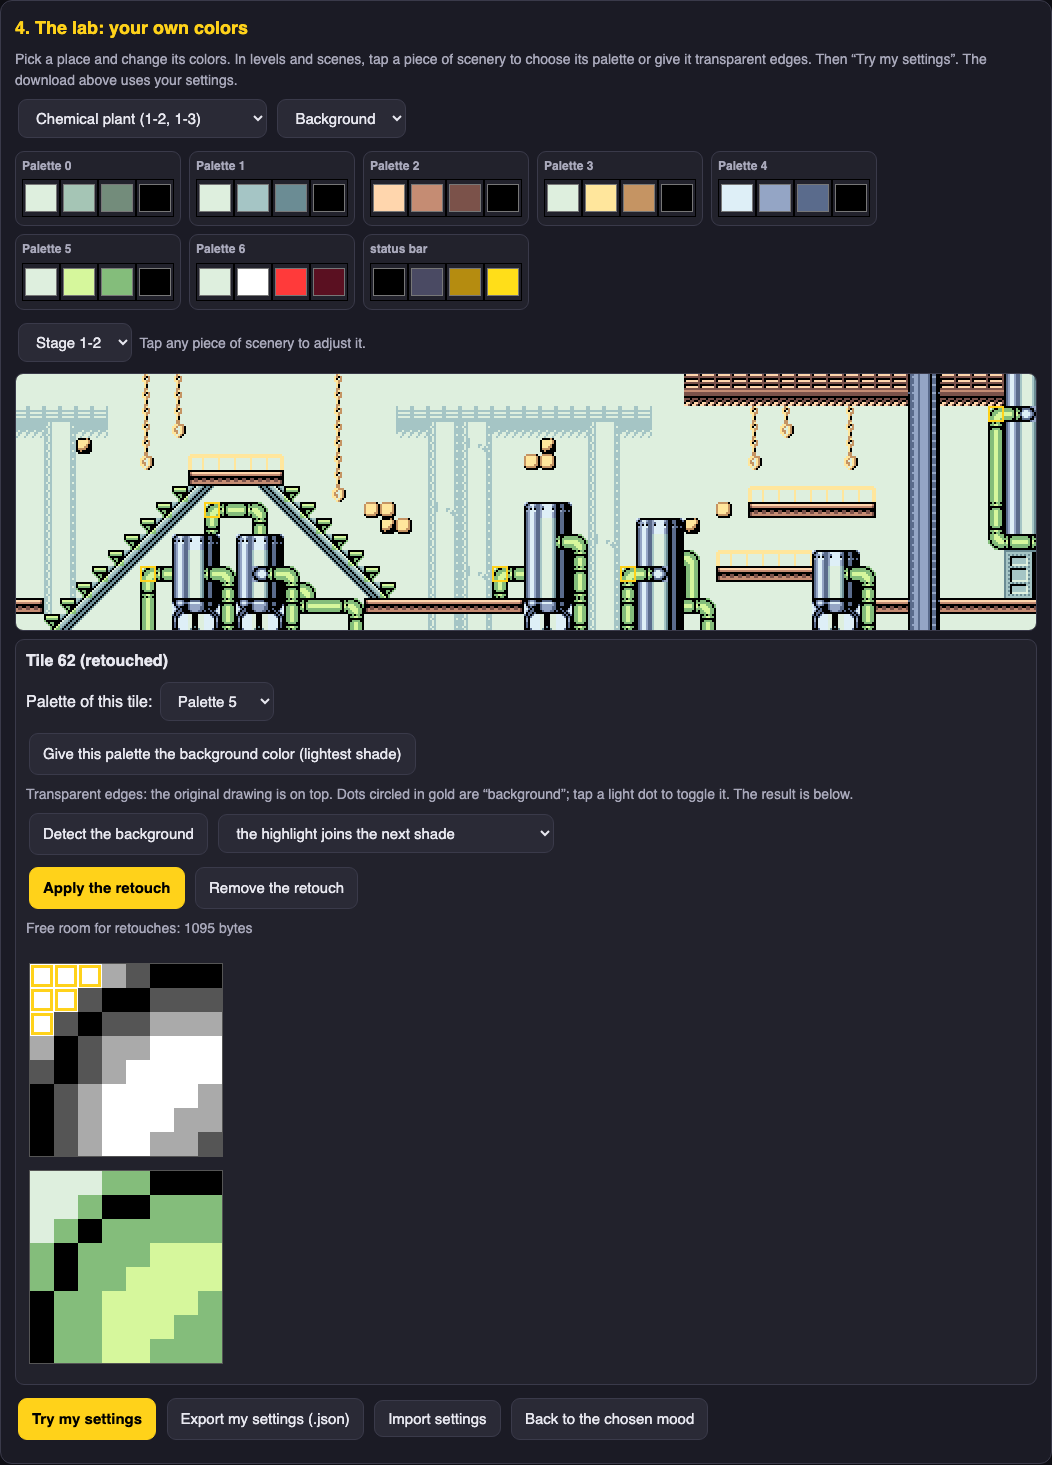 4. The lab: your own colors
Pick a place and change its colors. In levels and scenes, tap a piece of scenery to choose its palette or give it transparent edges. Then “Try my settings”. The
download above uses your settings.
Chemical plant (1-2, 1-3)
Background
Palette 0
Palette 1
Palette 2
Palette 3
Palette 4
Palette 5
Palette 6
status bar
Stage 1-2
Tap any piece of scenery to adjust it.
Tile 62 (retouched)
Palette of this tile:
Palette 5
Give this palette the background color (lightest shade)
Transparent edges: the original drawing is on top. Dots circled in gold are “background”; tap a light dot to toggle it. The result is below.
Detect the background
the highlight joins the next shade
Apply the retouch
Remove the retouch
Free room for retouches: 1095 bytes
Try my settings
Export my settings (.json)
Import settings
Back to the chosen mood